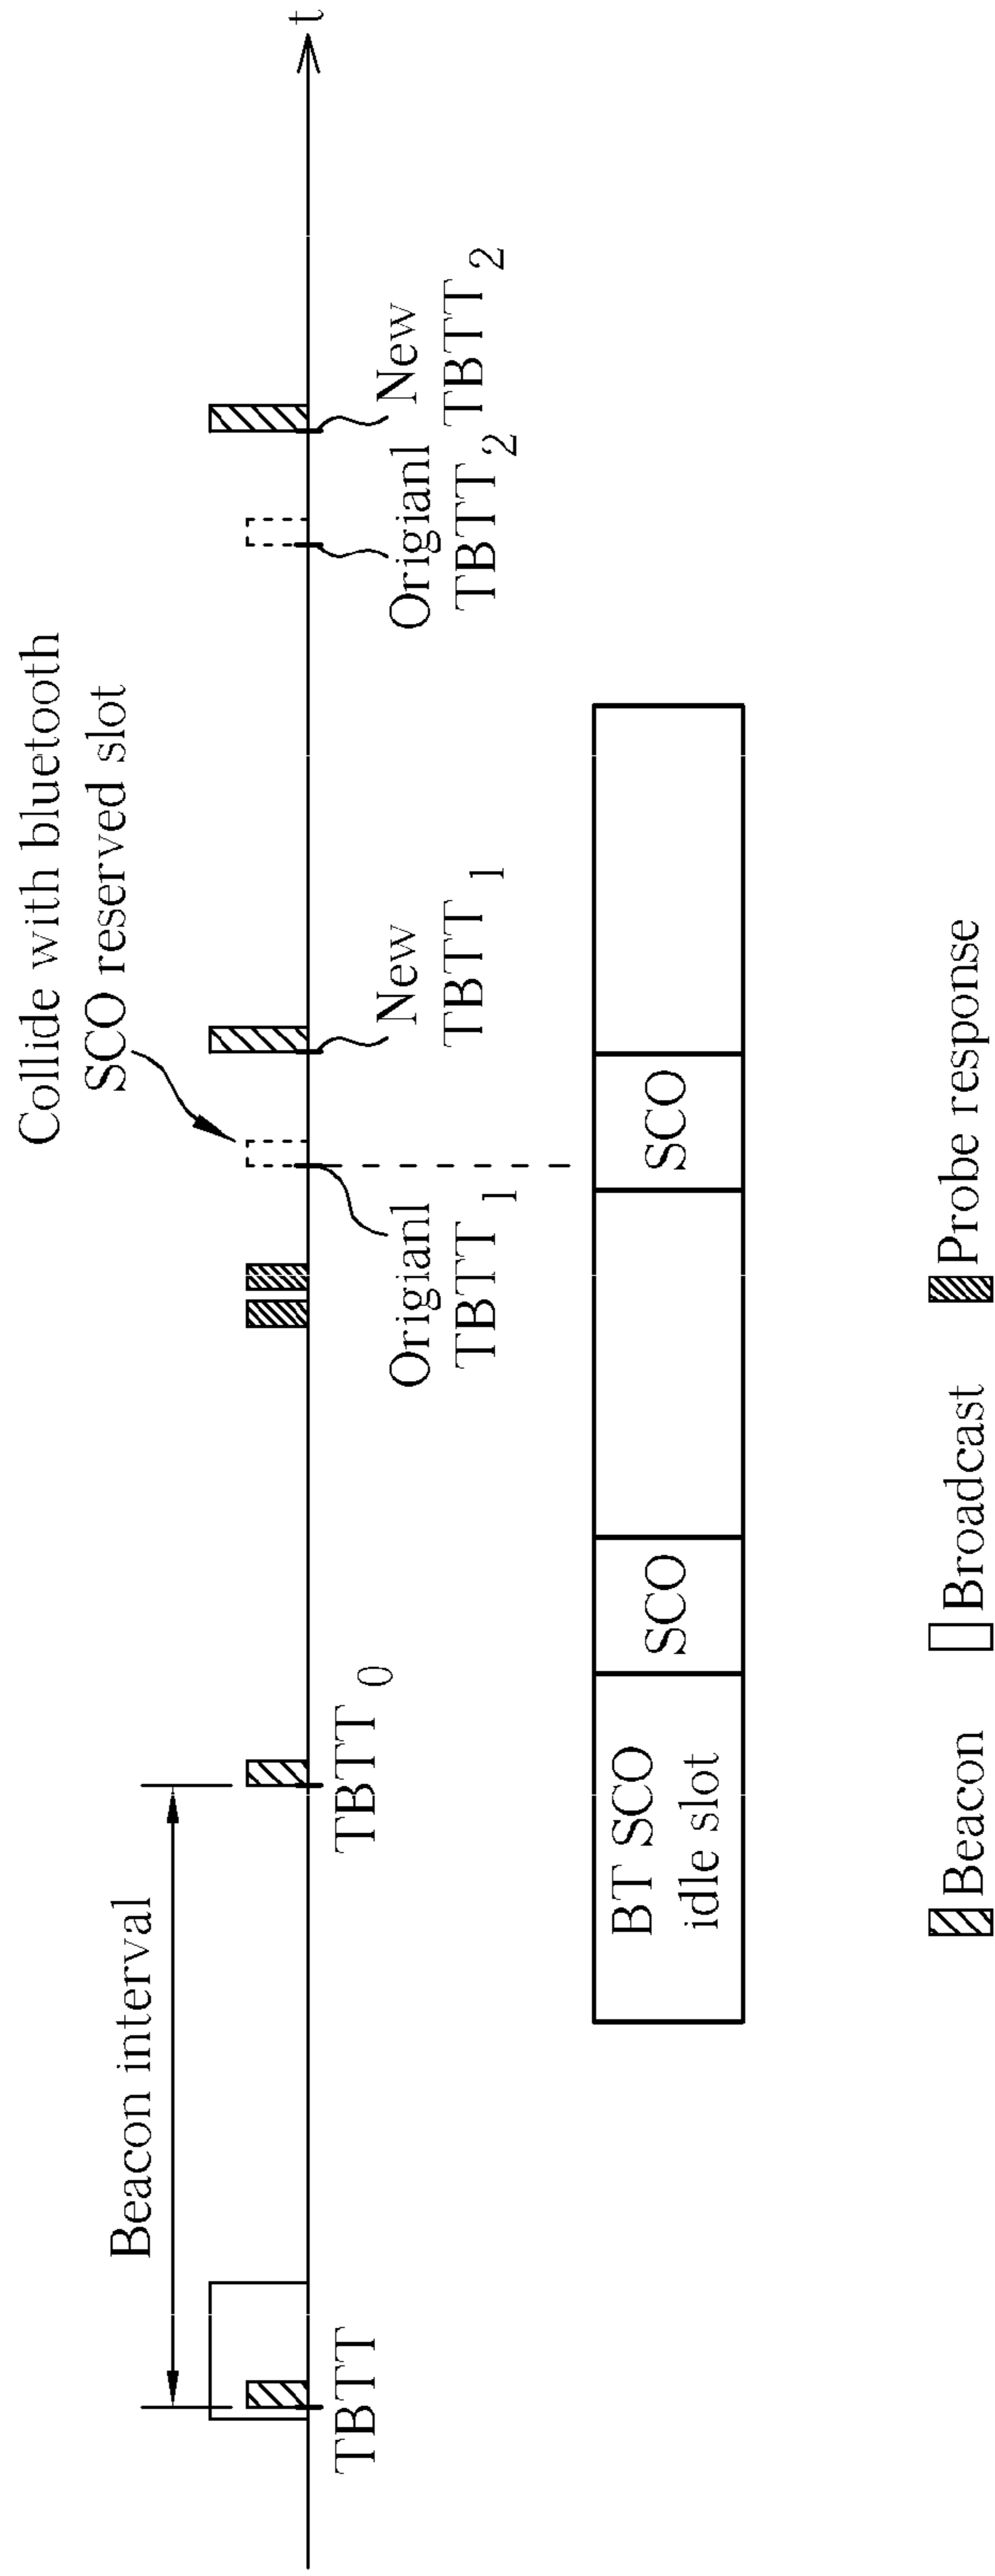 Collide with bluetooth
SCO reserved slot
Beacon interval
t
TBTT
TBTT 0
Origianl
TBTT 1
New
TBTT 1
Origianl
TBTT 2
New
TBTT 2
BT SCO
idle slot
SCO
SCO
Beacon
Broadcast
Probe response